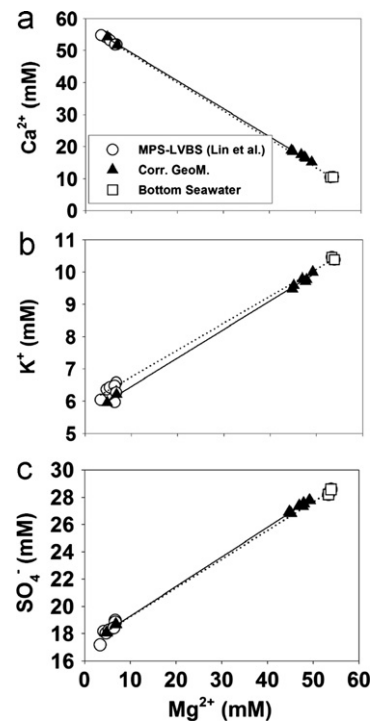 a
60
50
40
30
20
10
0
Ca²⁺ (mM)
MPS-LVBS (Lin et al.)
Corr. GeoM.
Bottom Seawater
b
11
10
9
8
7
6
5
K⁺ (mM)
c
30
28
26
24
22
20
18
16
SO₄⁻ (mM)
0 10 20 30 40 50 60
Mg²⁺ (mM)